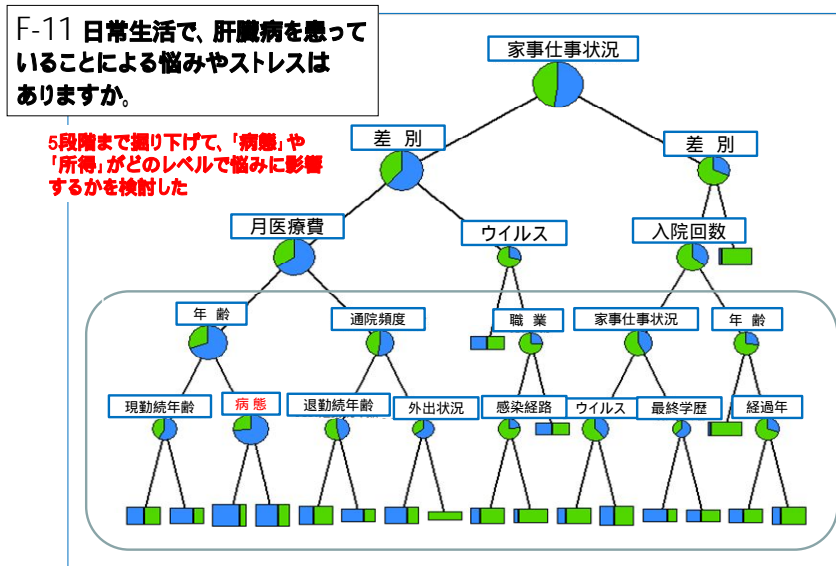 F-11 日常生活で、肝臓病を患って
いることによる悩みやストレスは
ありますか。
5段階まで掘り下げて、「病態」や
「所得」がどのレベルで悩みに影響
するかを検討した
家事仕事状況
差 別
差 別
月医療費
ウイルス
入院回数
年 齢
通院頻度
職 業
家事仕事状況
年 齢
現勤続年齢
病 態
退勤続年齢
外出状況
感染経路
ウイルス
最終学歴
経過年